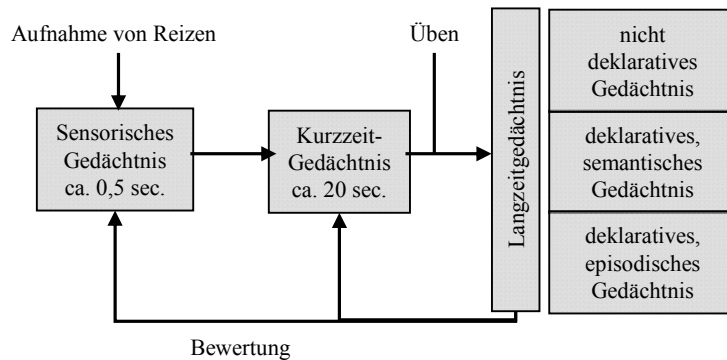 Aufnahme von Reizen
Üben
Sensorisches
Gedächtnis
ca. 0,5 sec.
Kurzzeit-
Gedächtnis
ca. 20 sec.
Langzeitgedächtnis
nicht
deklaratives
Gedächtnis
deklaratives,
semantisches
Gedächtnis
deklaratives,
episodisches
Gedächtnis
Bewertung